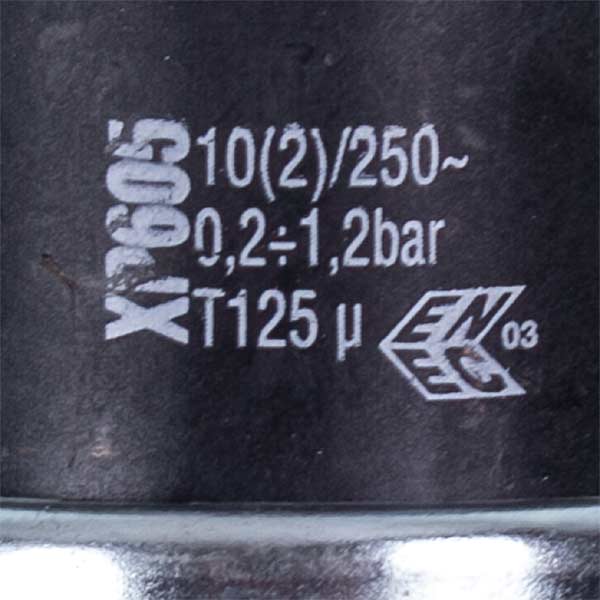 XP605
10(2)/250~
0,2÷1,2bar
T125 µ
ENEC 03